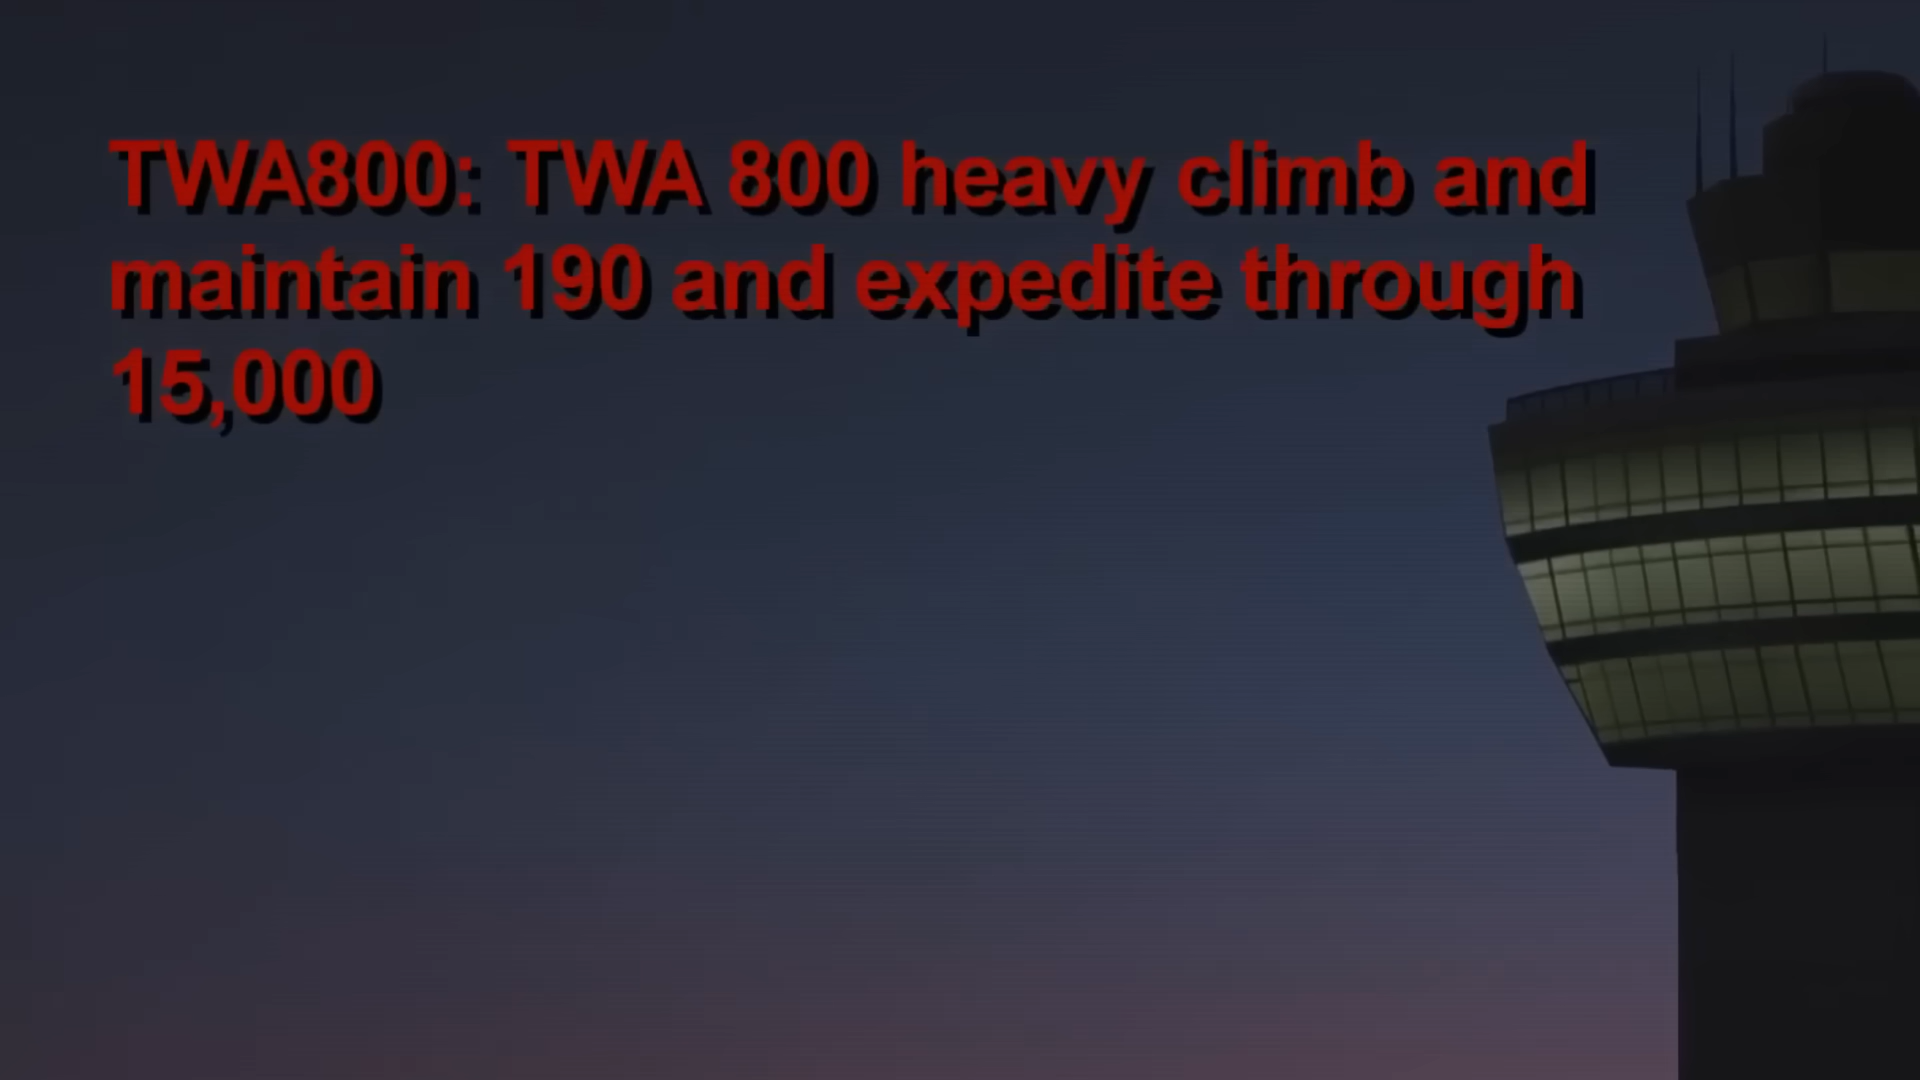 TWA800: TWA 800 heavy climb and
maintain 190 and expedite through
15,000